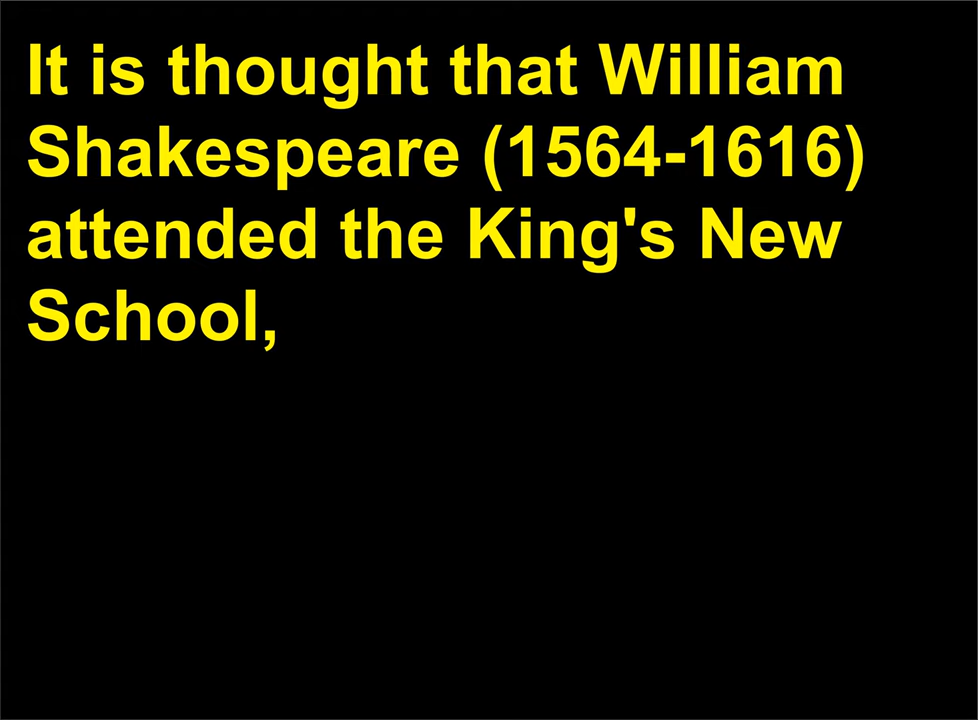 It is thought that William
Shakespeare (1564-1616)
attended the King's New
School,